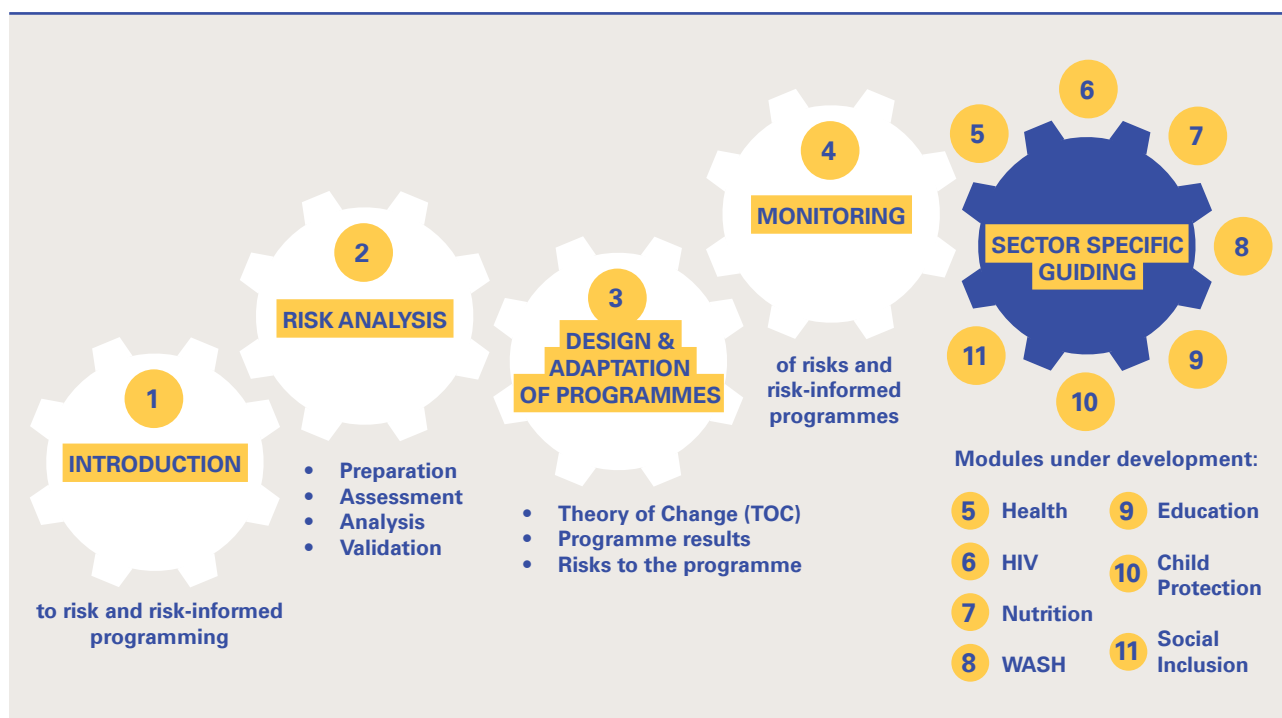 1
INTRODUCTION
to risk and risk-informed
programming
2
RISK ANALYSIS
• Preparation
• Assessment
• Analysis
• Validation
3
DESIGN &
ADAPTATION
OF PROGRAMMES
• Theory of Change (TOC)
• Programme results
• Risks to the programme
4
MONITORING
of risks and
risk-informed
programmes
SECTOR SPECIFIC
GUIDING
5
6
7
8
9
10
11
Modules under development:
5 Health
6 HIV
7 Nutrition
8 WASH
9 Education
10 Child
Protection
11 Social
Inclusion